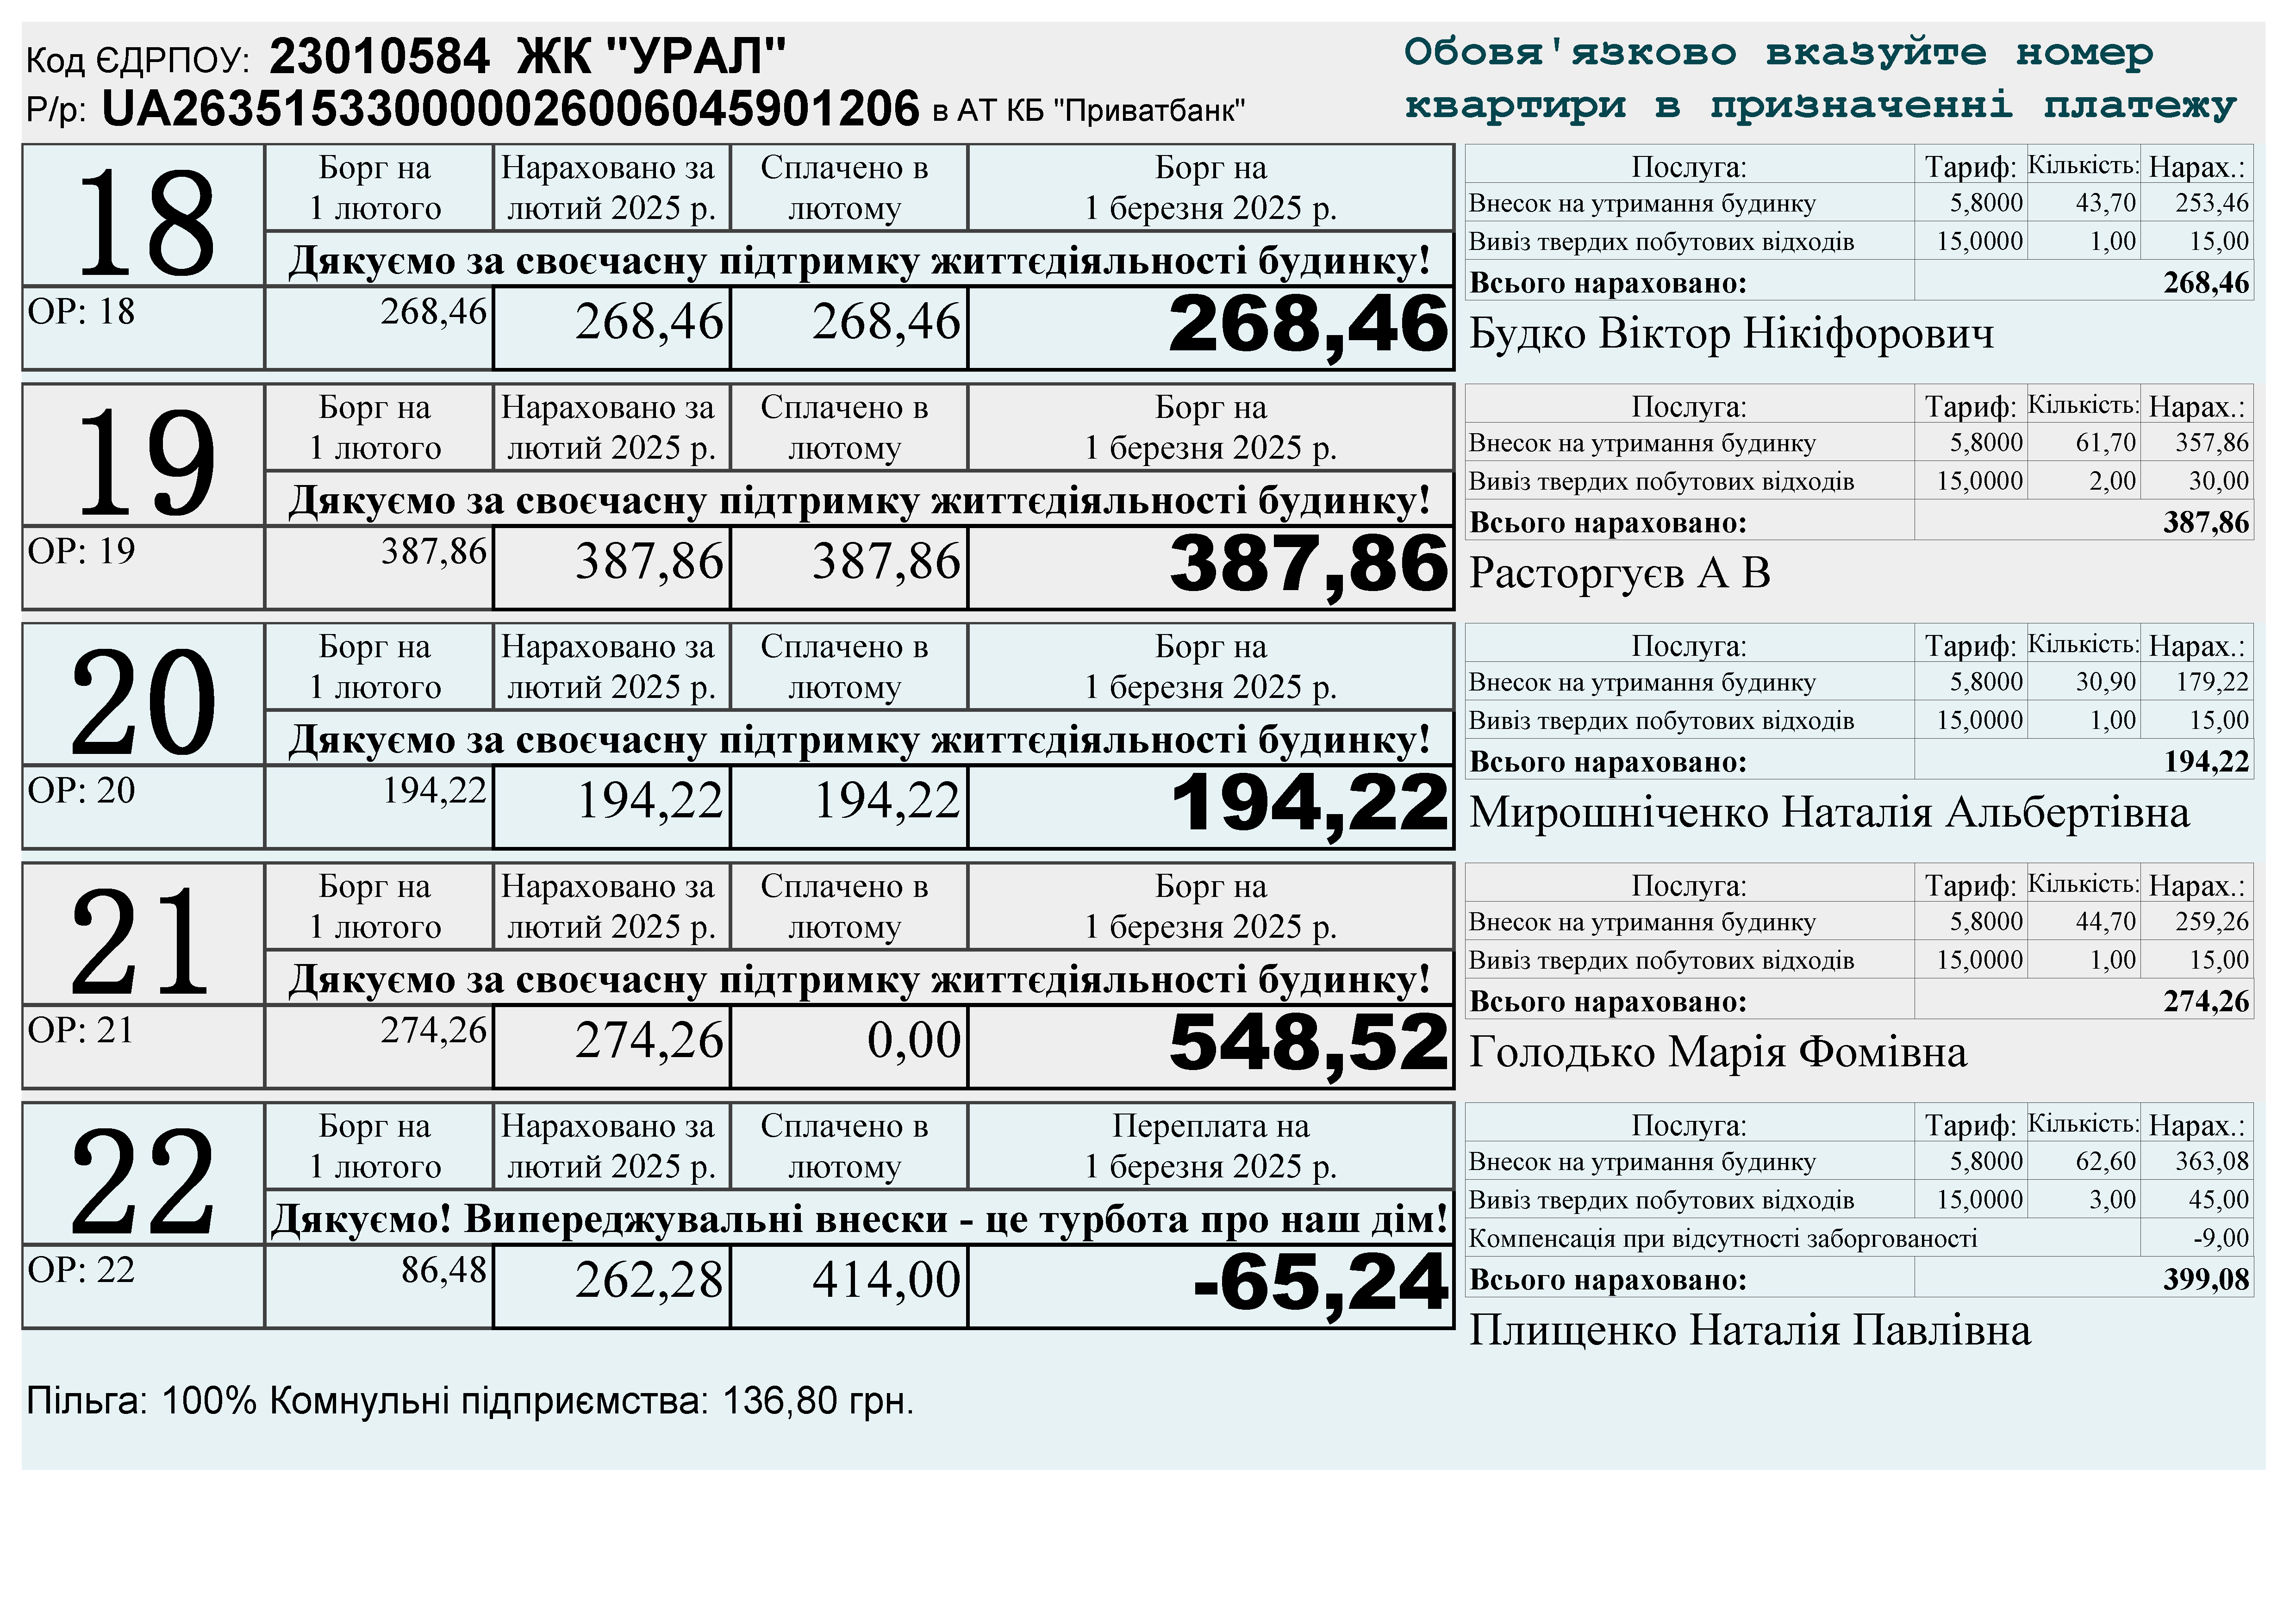 Код ЄДРПОУ: 23010584 ЖК "УРАЛ"
Р/р: UA263515330000026006045901206 в АТ КБ "Приватбанк"
Обовя'язково вказуйте номер
квартири в призначенні платежу
18
Борг на 1 лютого Нараховано за лютий 2025 р. Сплачено в лютому Борг на 1 березня 2025 р.
Дякуємо за своєчасну підтримку життєдіяльності будинку!
ОР: 18 268,46 268,46 268,46 268,46
Послуга: Тариф: Кількість: Нарах.:
Внесок на утримання будинку 5,8000 43,70 253,46
Вивіз твердих побутових відходів 15,0000 1,00 15,00
Всього нараховано: 268,46
Будко Віктор Нікіфорович
19
Борг на 1 лютого Нараховано за лютий 2025 р. Сплачено в лютому Борг на 1 березня 2025 р.
Дякуємо за своєчасну підтримку життєдіяльності будинку!
ОР: 19 387,86 387,86 387,86 387,86
Послуга: Тариф: Кількість: Нарах.:
Внесок на утримання будинку 5,8000 61,70 357,86
Вивіз твердих побутових відходів 15,0000 2,00 30,00
Всього нараховано: 387,86
Расторгуєв А В
20
Борг на 1 лютого Нараховано за лютий 2025 р. Сплачено в лютому Борг на 1 березня 2025 р.
Дякуємо за своєчасну підтримку життєдіяльності будинку!
ОР: 20 194,22 194,22 194,22 194,22
Послуга: Тариф: Кількість: Нарах.:
Внесок на утримання будинку 5,8000 30,90 179,22
Вивіз твердих побутових відходів 15,0000 1,00 15,00
Всього нараховано: 194,22
Мирошніченко Наталія Альбертівна
21
Борг на 1 лютого Нараховано за лютий 2025 р. Сплачено в лютому Борг на 1 березня 2025 р.
Дякуємо за своєчасну підтримку життєдіяльності будинку!
ОР: 21 274,26 274,26 0,00 548,52
Послуга: Тариф: Кількість: Нарах.:
Внесок на утримання будинку 5,8000 44,70 259,26
Вивіз твердих побутових відходів 15,0000 1,00 15,00
Всього нараховано: 274,26
Голодько Марія Фомівна
22
Борг на 1 лютого Нараховано за лютий 2025 р. Сплачено в лютому Переплата на 1 березня 2025 р.
Дякуємо! Випереджувальні внески - це турбота про наш дім!
ОР: 22 86,48 262,28 414,00 -65,24
Послуга: Тариф: Кількість: Нарах.:
Внесок на утримання будинку 5,8000 62,60 363,08
Вивіз твердих побутових відходів 15,0000 3,00 45,00
Компенсація при відсутності заборгованості -9,00
Всього нараховано: 399,08
Плищенко Наталія Павлівна
Пільга: 100% Комнульні підприємства: 136,80 грн.